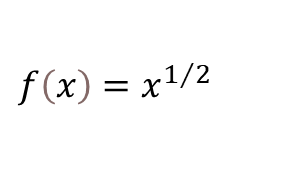 f(x) = x^{1/2}